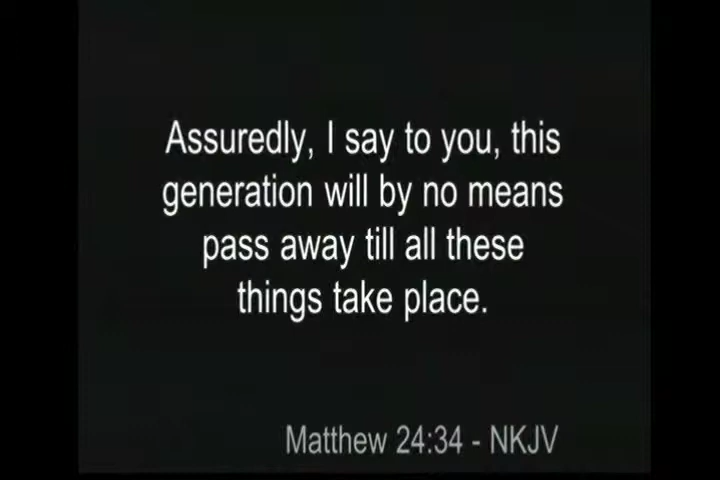 Assuredly, I say to you, this
generation will by no means
pass away till all these
things take place.
Matthew 24:34 - NKJV